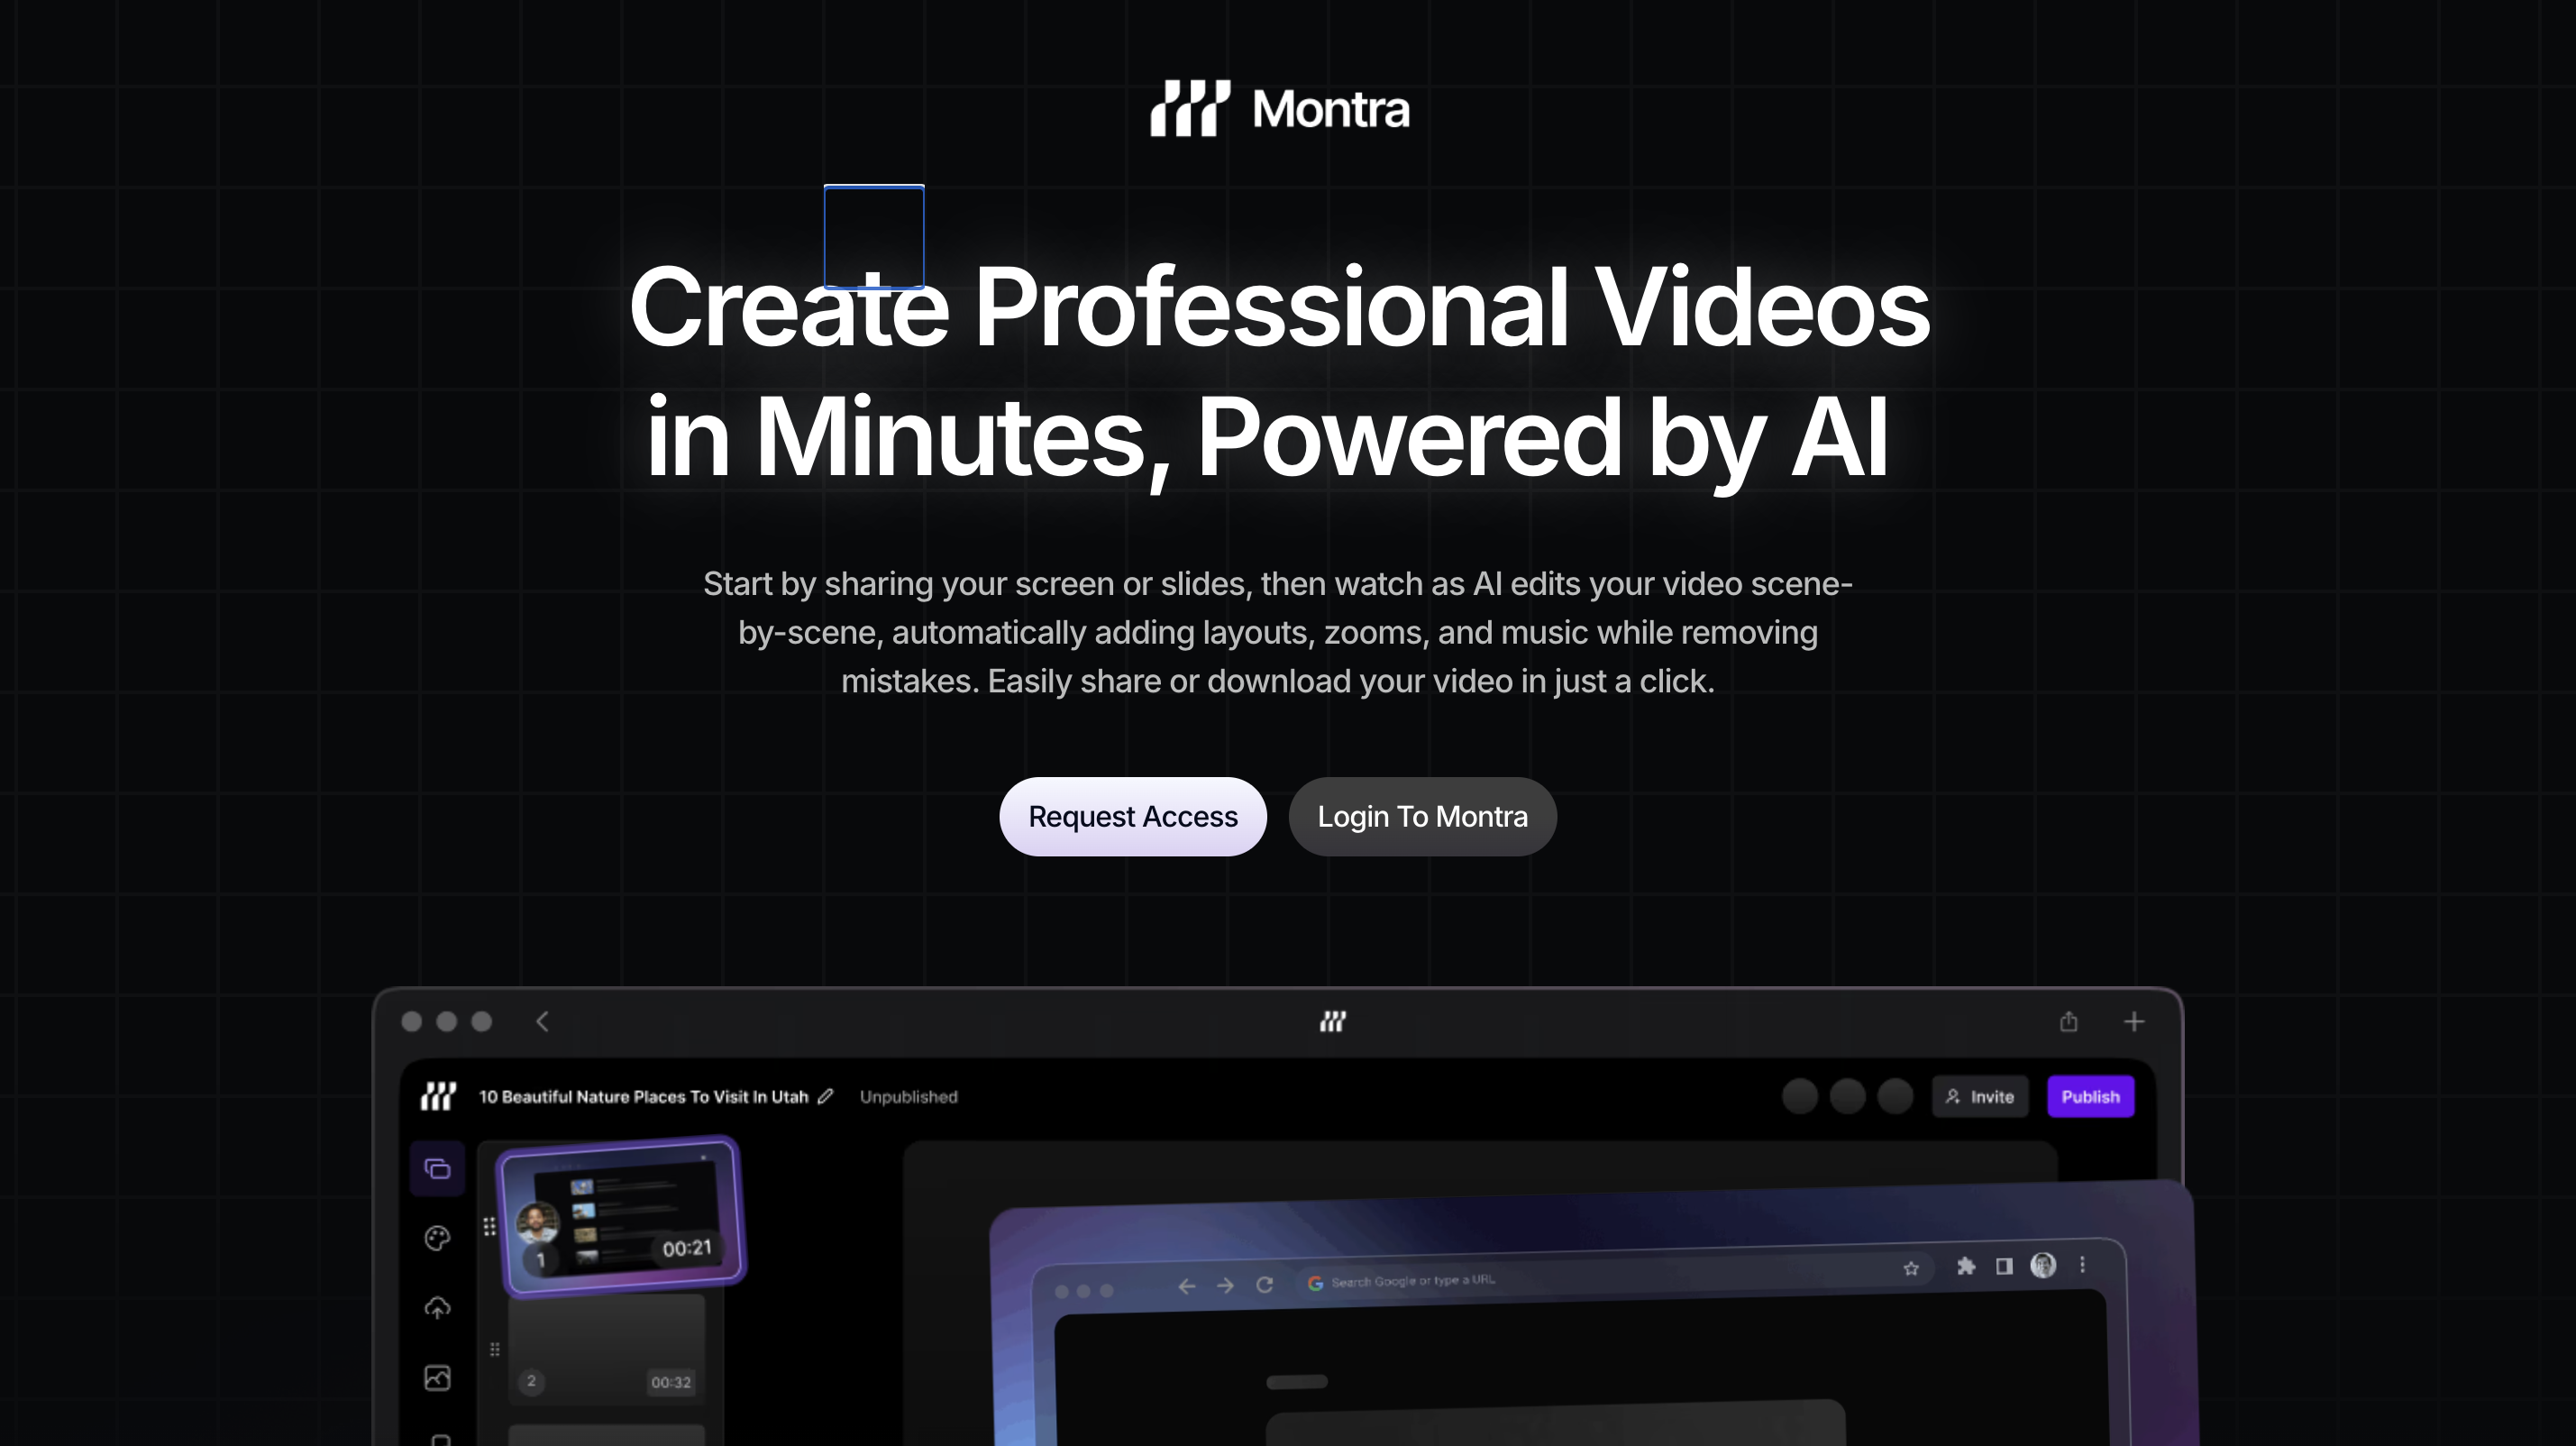 Montra
Create Professional Videos
in Minutes, Powered by AI
Start by sharing your screen or slides, then watch as AI edits your video scene-
by-scene, automatically adding layouts, zooms, and music while removing
mistakes. Easily share or download your video in just a click.
Request Access
Login To Montra
10 Beautiful Nature Places To Visit In Utah
Unpublished
Invite
Publish
1
00:21
Search Google or type a URL
2
00:32